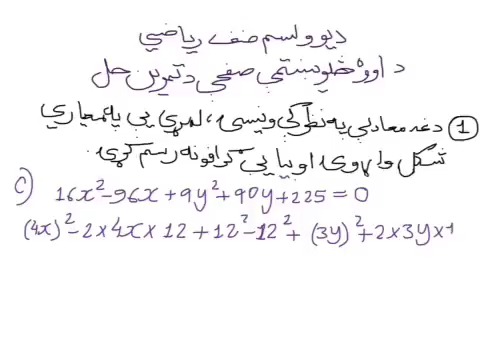 د یوولسم صنف ریاضي
د اووه څلوېښتمې صفحې د تمرین حل
① دغه معادلې په نظر کې ونیسئ، لمړی یې په معیاري
شکل واړوئ او بیا یې ګرافونه رسم کړئ.
c) 16x²-96x+9y²+90y+225=0
(4x)²-2×4x×12+12²-12²+(3y)²+2×3y×